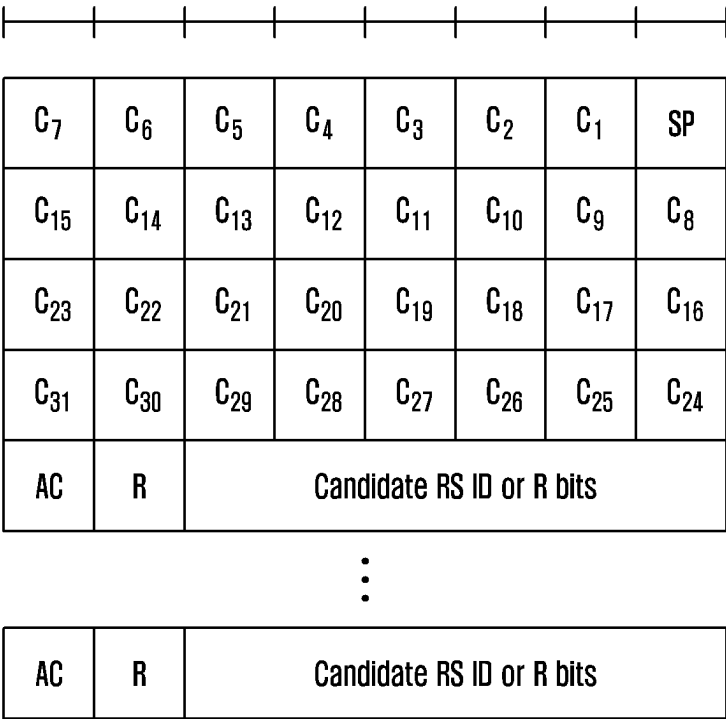 C₇ C₆ C₅ C₄ C₃ C₂ C₁ SP
C₁₅ C₁₄ C₁₃ C₁₂ C₁₁ C₁₀ C₉ C₈
C₂₃ C₂₂ C₂₁ C₂₀ C₁₉ C₁₈ C₁₇ C₁₆
C₃₁ C₃₀ C₂₉ C₂₈ C₂₇ C₂₆ C₂₅ C₂₄
AC R Candidate RS ID or R bits
⋮
AC R Candidate RS ID or R bits